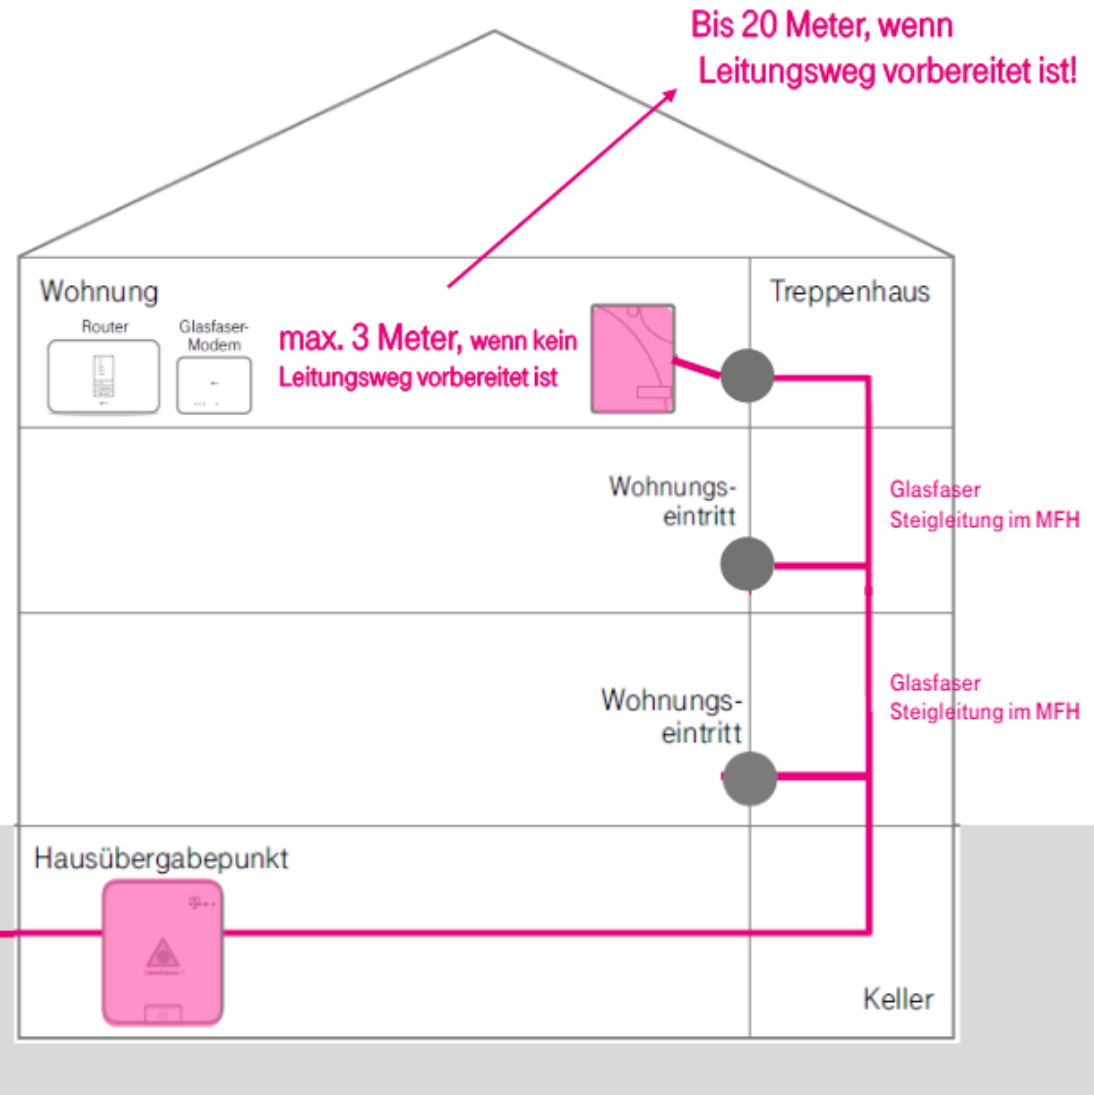 Bis 20 Meter, wenn
Leitungsweg vorbereitet ist!
Wohnung
Treppenhaus
Router
Glasfaser-
Modem
max. 3 Meter, wenn kein
Leitungsweg vorbereitet ist
Wohnungs-
eintritt
Glasfaser
Steigleitung im MFH
Wohnungs-
eintritt
Glasfaser
Steigleitung im MFH
Hausübergabepunkt
Keller